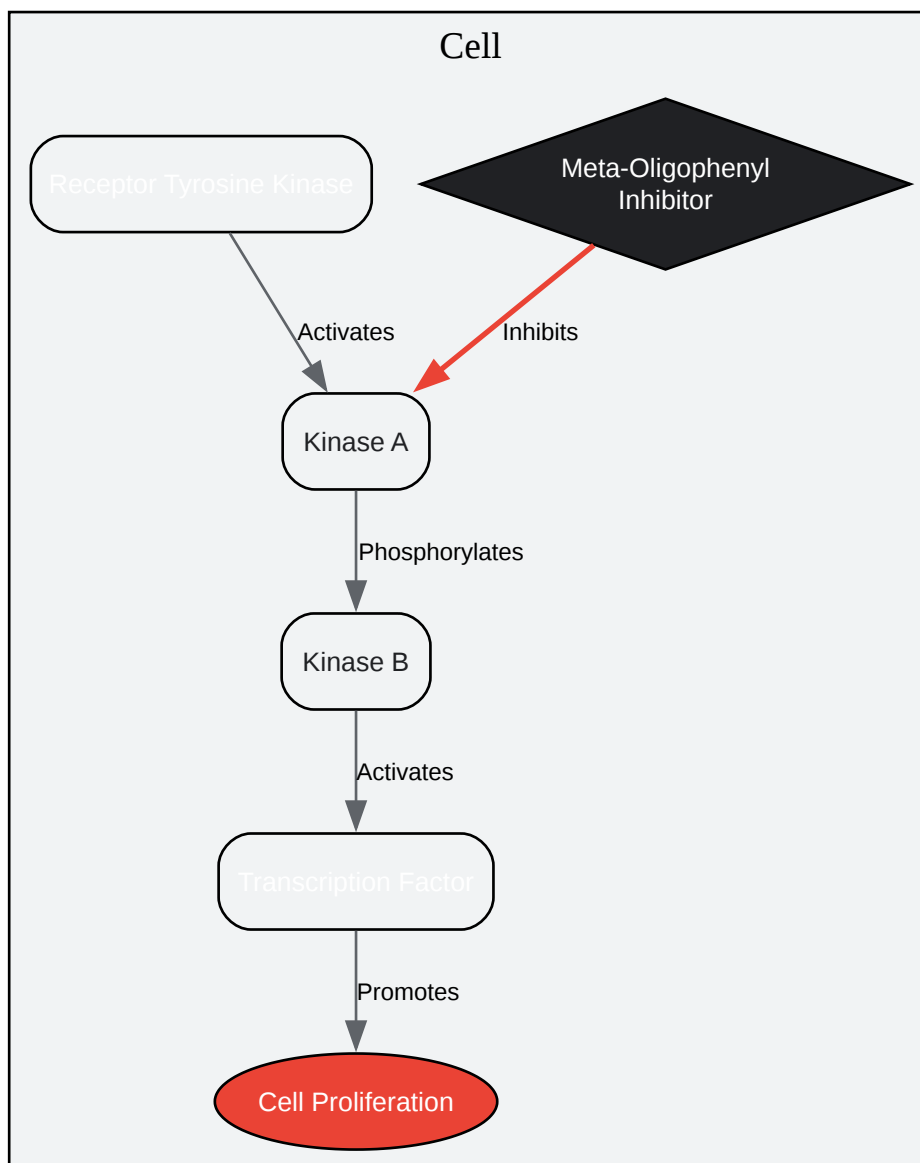 Cell
Receptor Tyrosine Kinase
Meta-Oligophenyl
Inhibitor
Activates
Inhibits
Kinase A
Phosphorylates
Kinase B
Activates
Transcription Factor
Promotes
Cell Proliferation